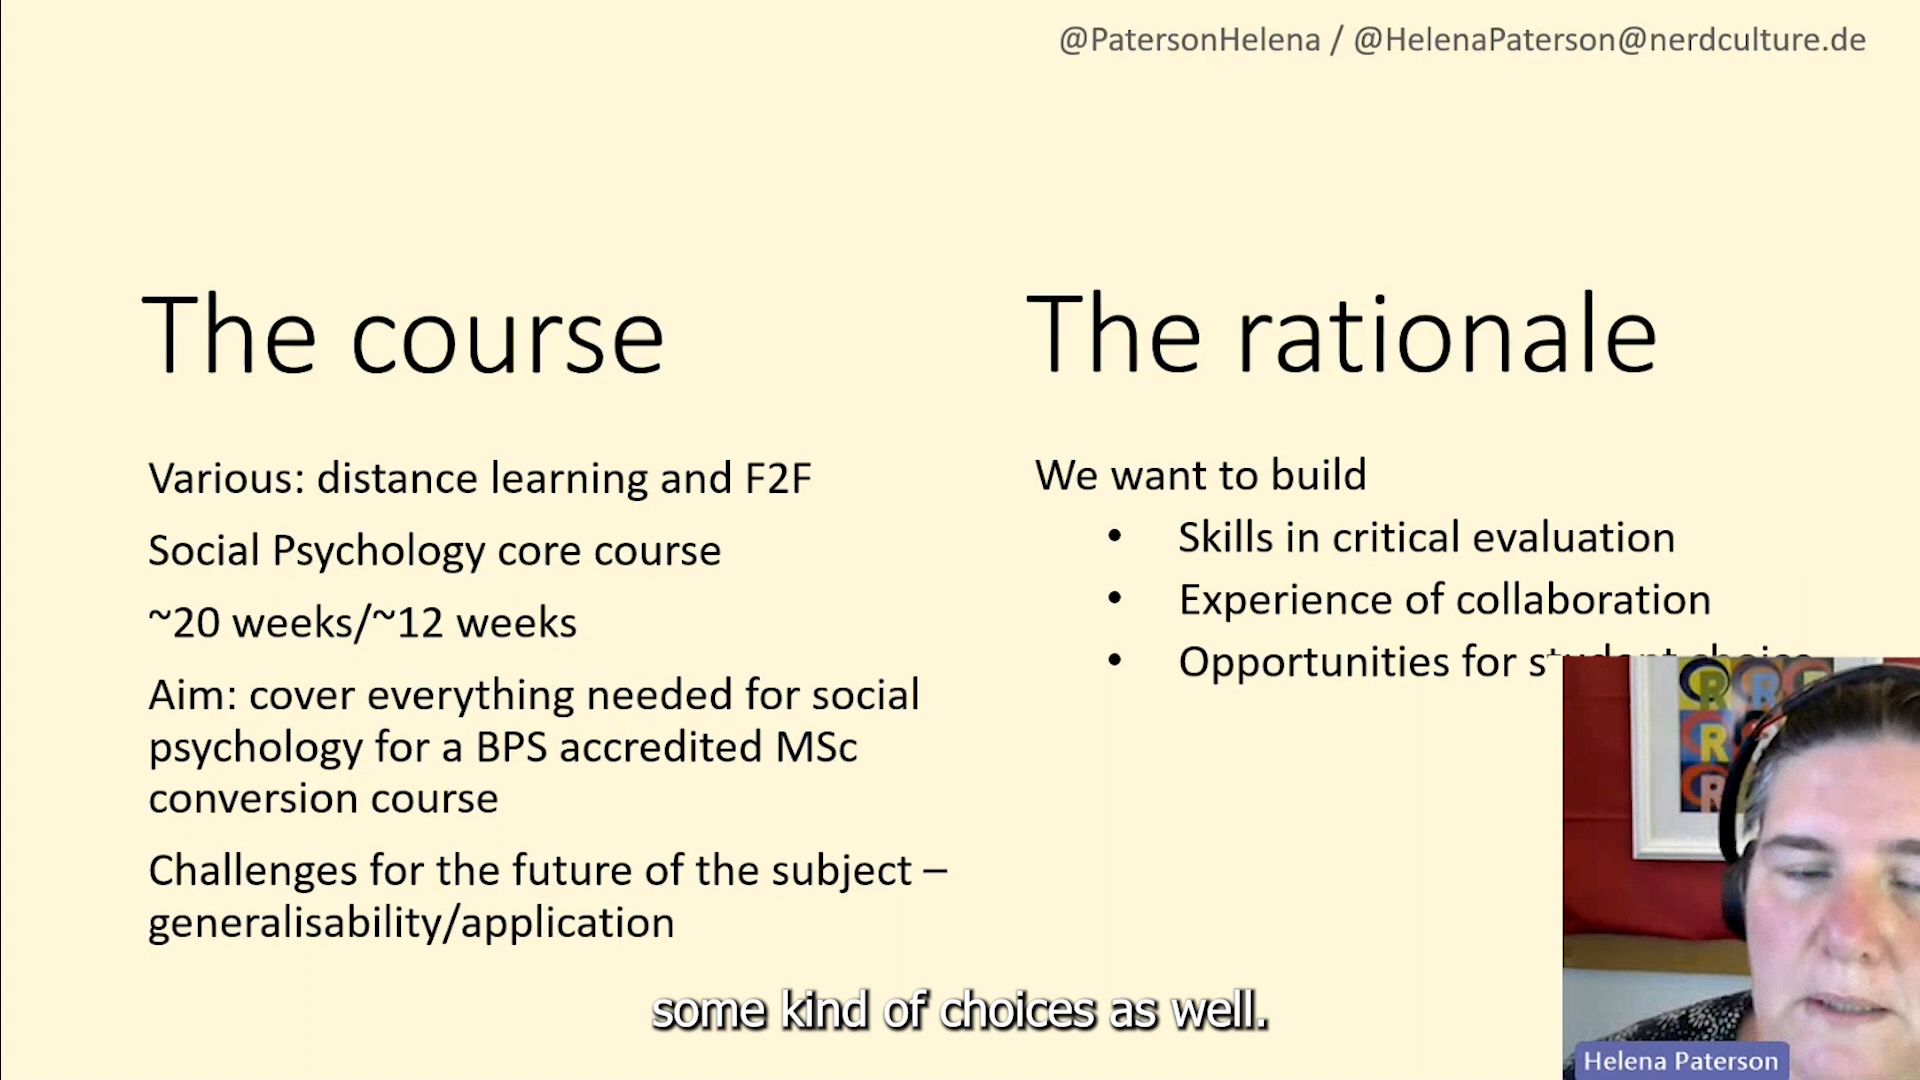 @PatersonHelena / @HelenaPaterson@nerdculture.de
The course
Various: distance learning and F2F
Social Psychology core course
~20 weeks/~12 weeks
Aim: cover everything needed for social
psychology for a BPS accredited MSc
conversion course
Challenges for the future of the subject –
generalisability/application
The rationale
We want to build
• Skills in critical evaluation
• Experience of collaboration
• Opportunities for student choice
R
R
R
some kind of choices as well.
Helena Paterson